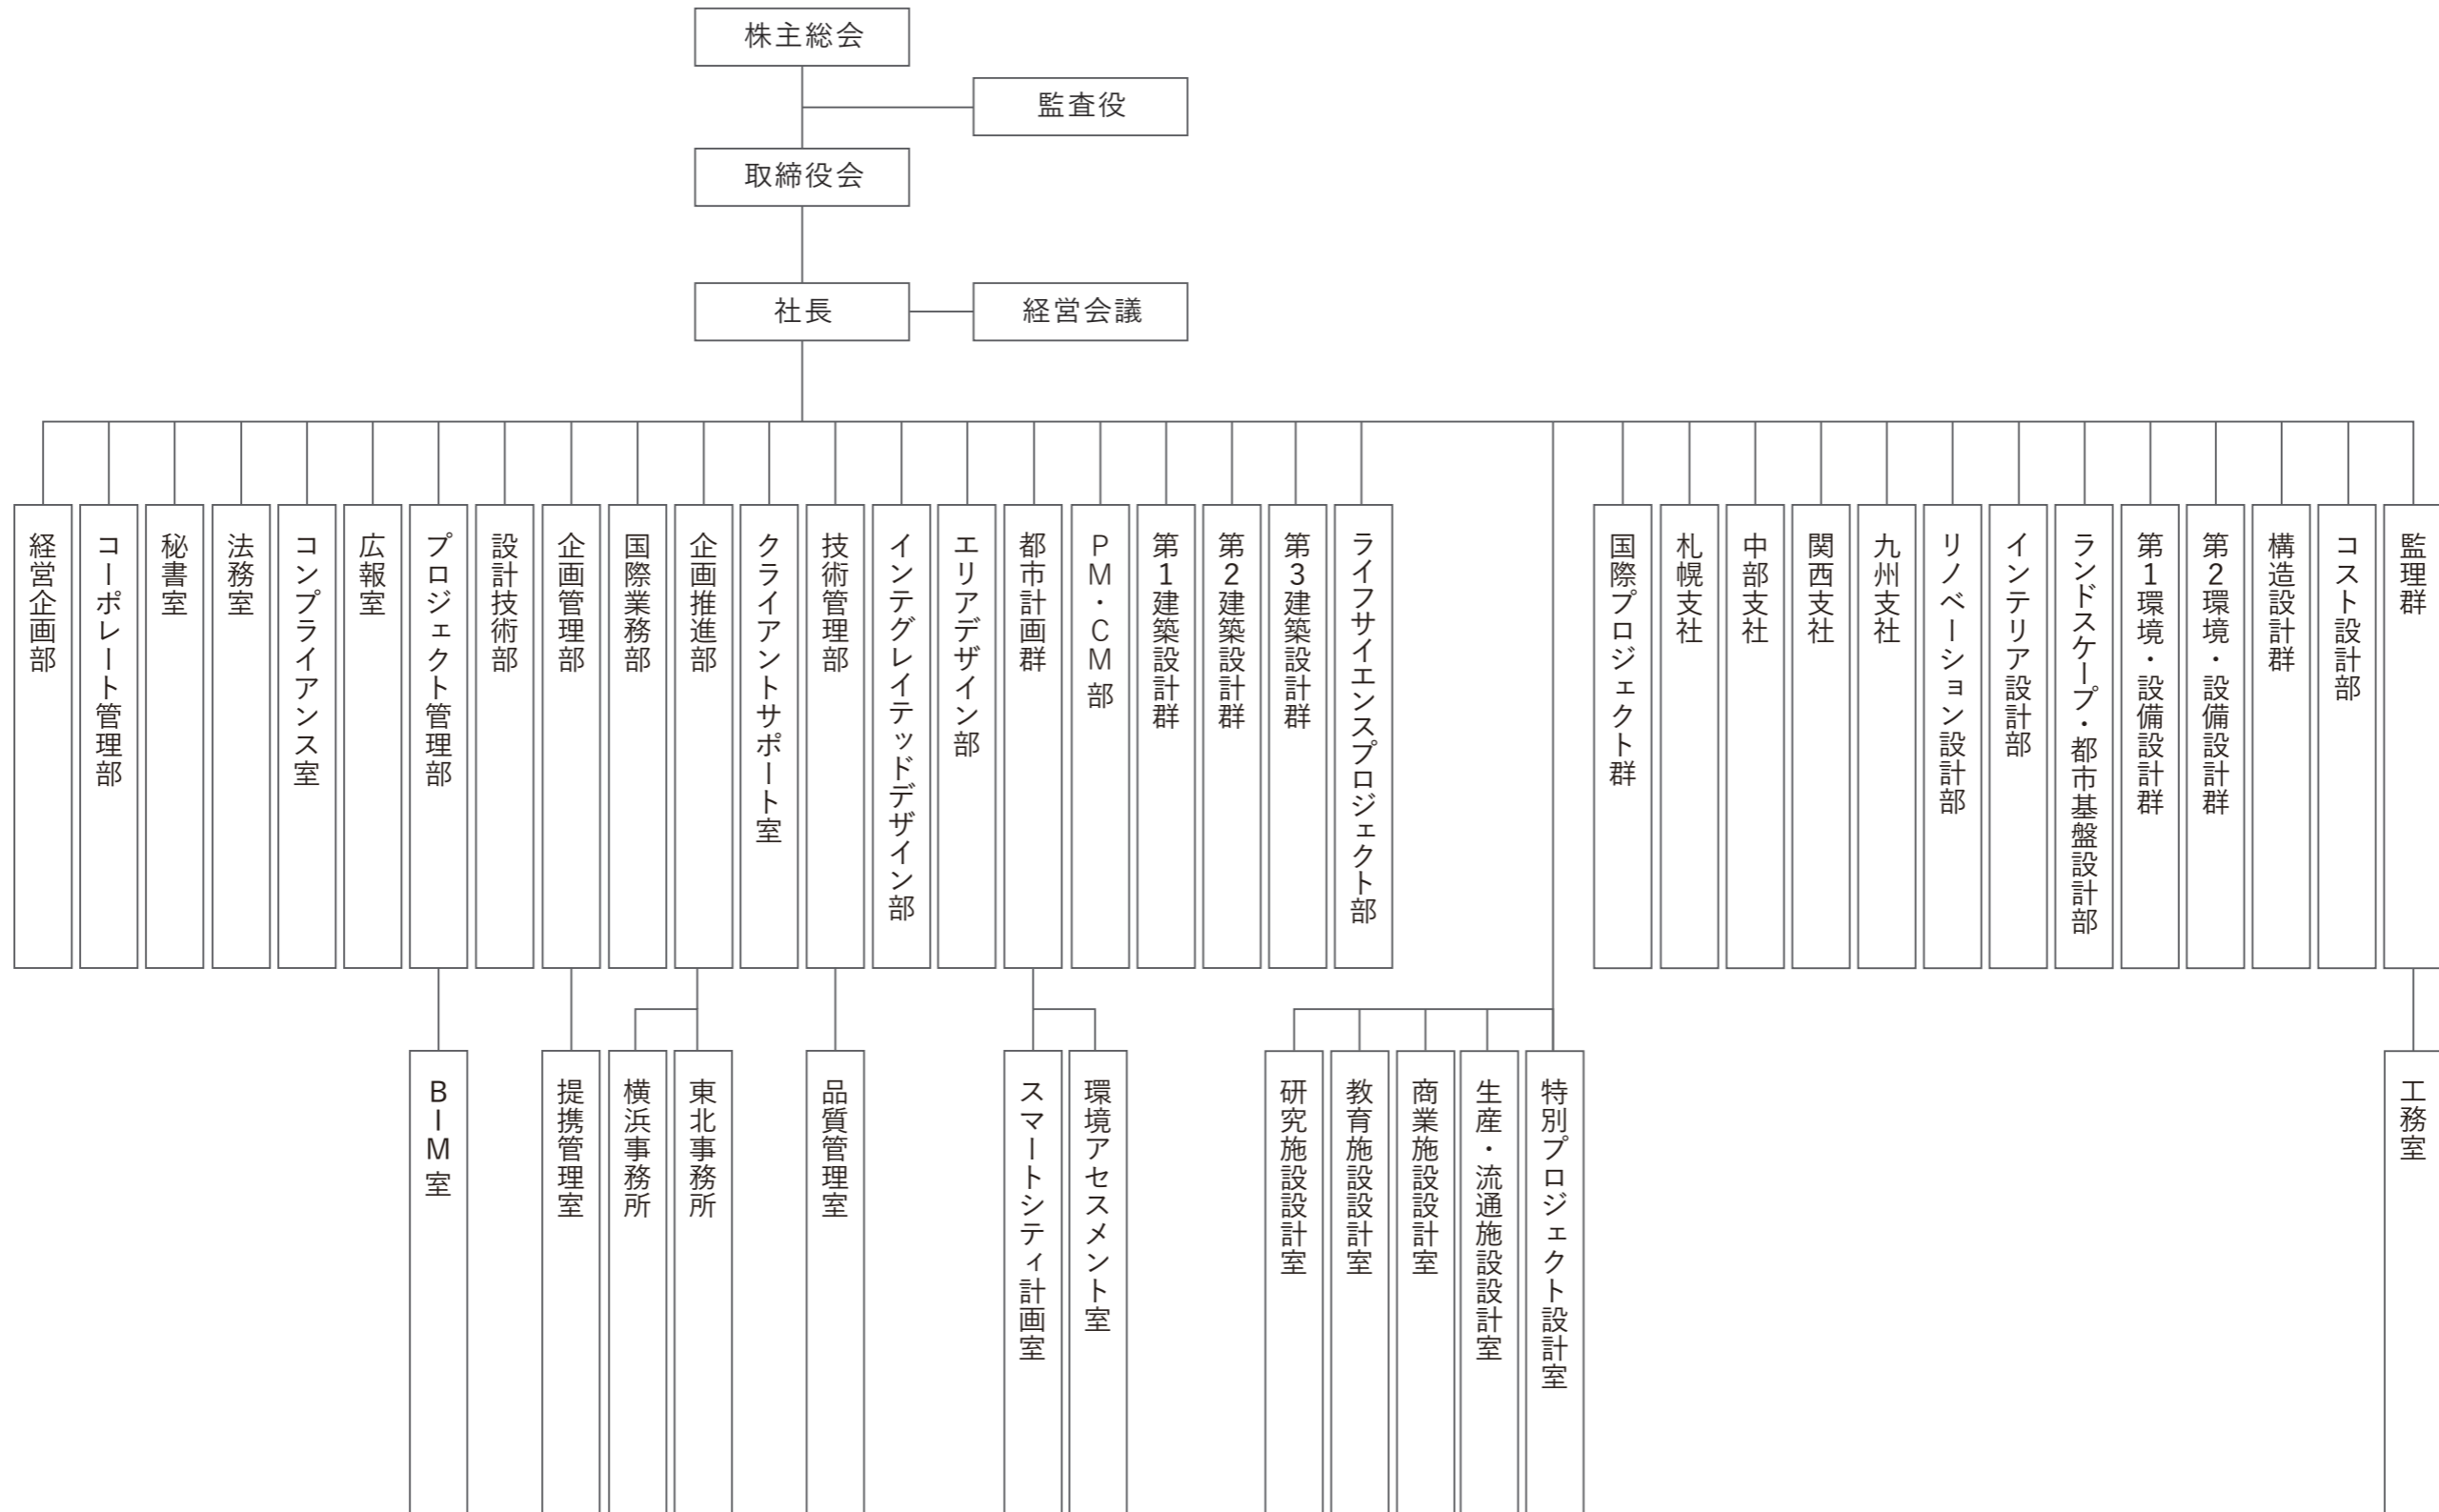 株主総会
監査役
取締役会
社長
経営会議
経営企画部
コーポレート管理部
秘書室
法務室
コンプライアンス室
広報室
プロジェクト管理部
設計技術部
企画管理部
国際業務部
企画推進部
クライアントサポート室
技術管理部
インテグレイテッドデザイン部
エリアデザイン部
都市計画群
PM・CM部
第1建築設計群
第2建築設計群
第3建築設計群
ライフサイエンスプロジェクト部
国際プロジェクト群
札幌支社
中部支社
関西支社
九州支社
リノベーション設計部
インテリア設計部
ランドスケープ・都市基盤設計部
第1環境・設備設計群
第2環境・設備設計群
構造設計群
コスト設計部
監理群
BIM室
提携管理室
横浜事務所
東北事務所
品質管理室
スマートシティ計画室
環境アセスメント室
研究施設設計室
教育施設設計室
商業施設設計室
生産・流通施設設計室
特別プロジェクト設計室
工務室